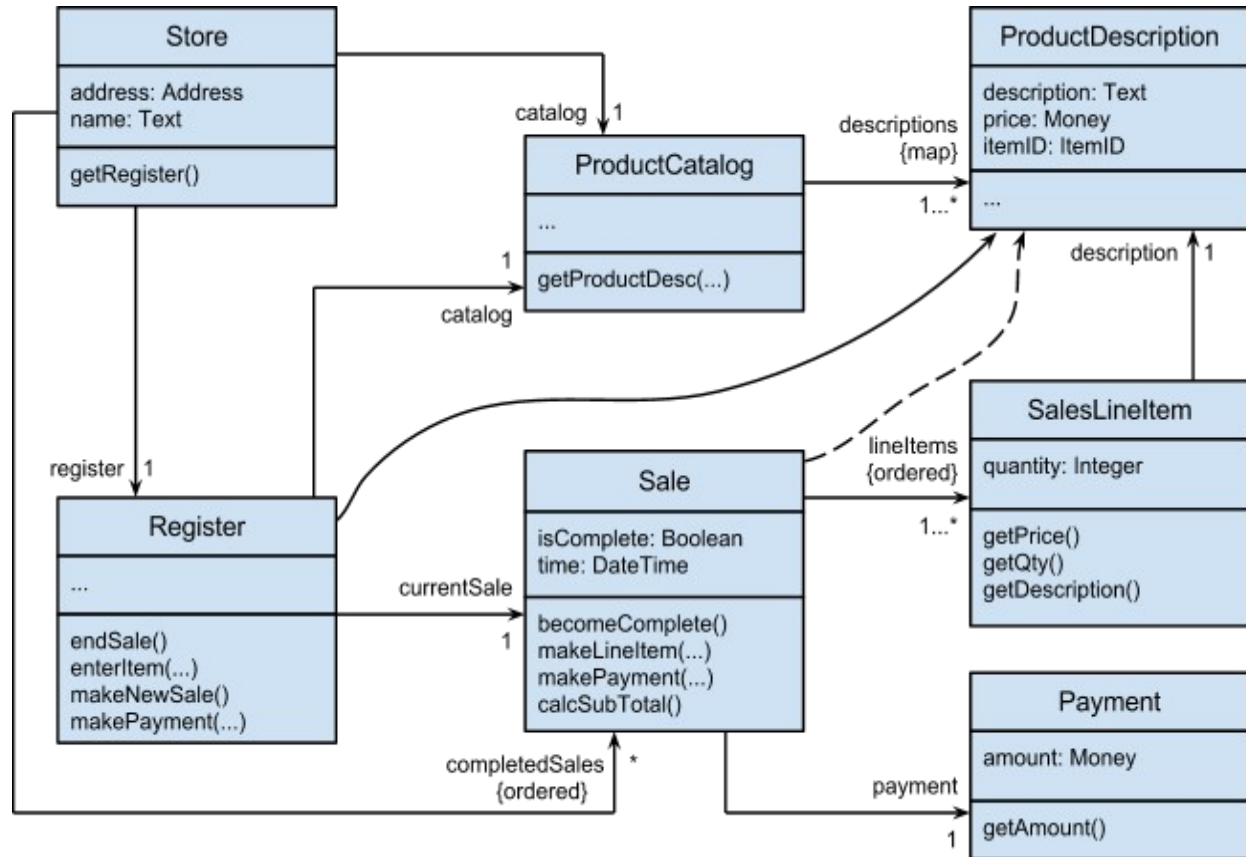 Store
address: Address
name: Text
getRegister()
catalog
1
ProductCatalog
...
getProductDesc(...)
descriptions
{map}
1...*
ProductDescription
description: Text
price: Money
itemID: ItemID
...
1
catalog
description
1
register
1
Register
...
endSale()
enterItem(...)
makeNewSale()
makePayment(...)
currentSale
1
Sale
isComplete: Boolean
time: DateTime
becomeComplete()
makeLineItem(...)
makePayment(...)
calcSubTotal()
lineItems
{ordered}
1...*
SalesLineItem
quantity: Integer
getPrice()
getQty()
getDescription()
completedSales
{ordered}
*
payment
1
Payment
amount: Money
getAmount()